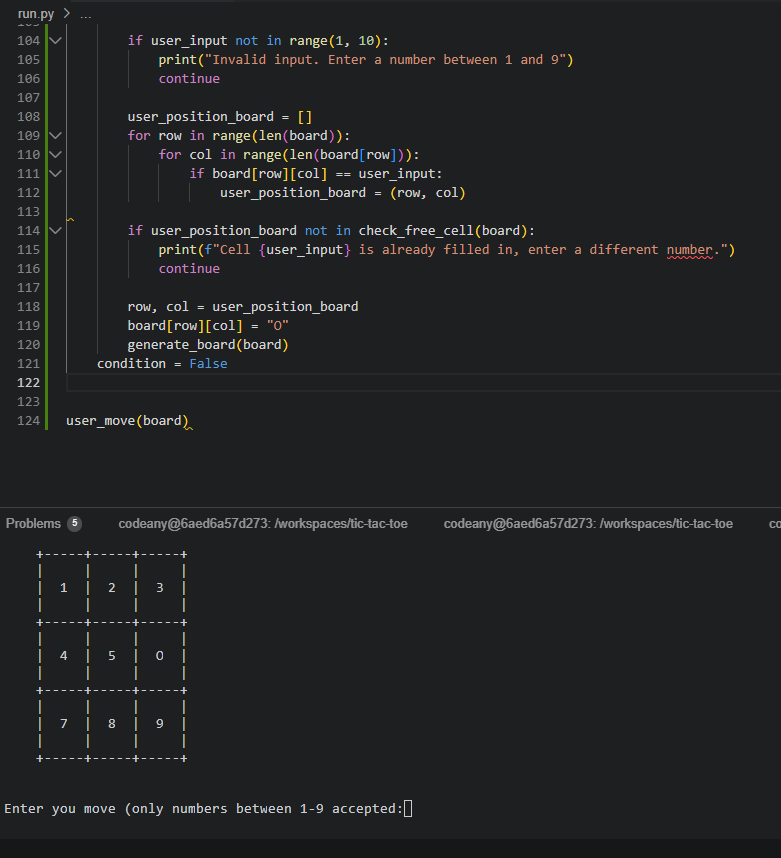 run.py > ...
103
104 if user_input not in range(1, 10):
105 print("Invalid input. Enter a number between 1 and 9")
106 continue
107
108 user_position_board = []
109 for row in range(len(board)):
110 for col in range(len(board[row])):
111 if board[row][col] == user_input:
112 user_position_board = (row, col)
113
114 if user_position_board not in check_free_cell(board):
115 print(f"Cell {user_input} is already filled in, enter a different number.")
116 continue
117
118 row, col = user_position_board
119 board[row][col] = "O"
120 generate_board(board)
121 condition = False
122
123
124 user_move(board)
Problems 5 codeany@6aed6a57d273: /workspaces/tic-tac-toe codeany@6aed6a57d273: /workspaces/tic-tac-toe co
+-----+-----+-----+
| | | |
| 1 | 2 | 3 |
| | | |
+-----+-----+-----+
| | | |
| 4 | 5 | O |
| | | |
+-----+-----+-----+
| | | |
| 7 | 8 | 9 |
| | | |
+-----+-----+-----+
Enter you move (only numbers between 1-9 accepted: